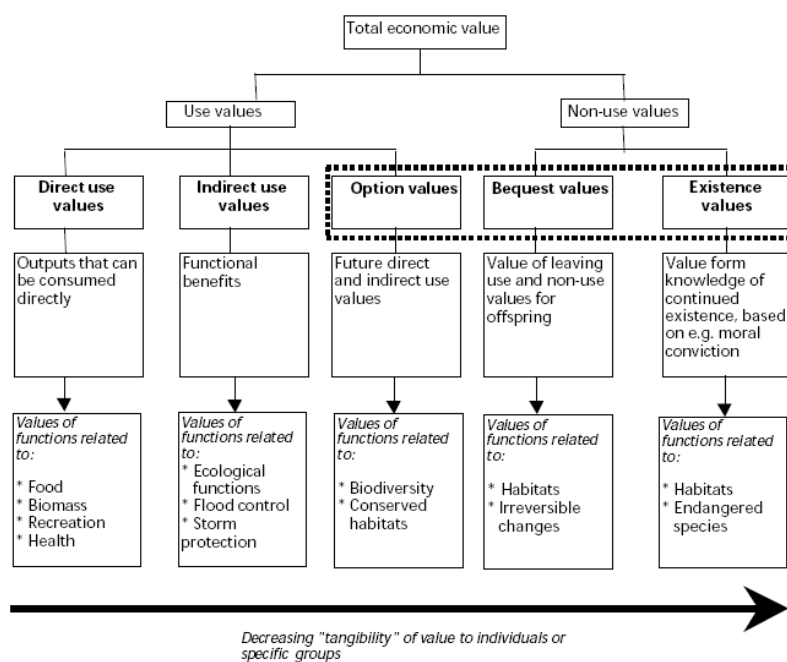 Total economic value
Use values
Non-use values
Direct use
values
Indirect use
values
Option values
Bequest values
Existence
values
Outputs that can
be consumed
directly
Functional
benefits
Future direct
and indirect use
values
Value of leaving
use and non-use
values for
offspring
Value form
knowledge of
continued
existence, based
on e.g. moral
conviction
Values of
functions related
to:
* Food
* Biomass
* Recreation
* Health
Values of
functions related
to:
* Ecological
functions
* Flood control
* Storm
protection
Values of
functions related to:
* Biodiversity
* Conserved
habitats
Values of
functions related to:
* Habitats
* Irreversible
changes
Values of
functions related to:
* Habitats
* Endangered
species
Decreasing "tangibility" of value to individuals or
specific groups